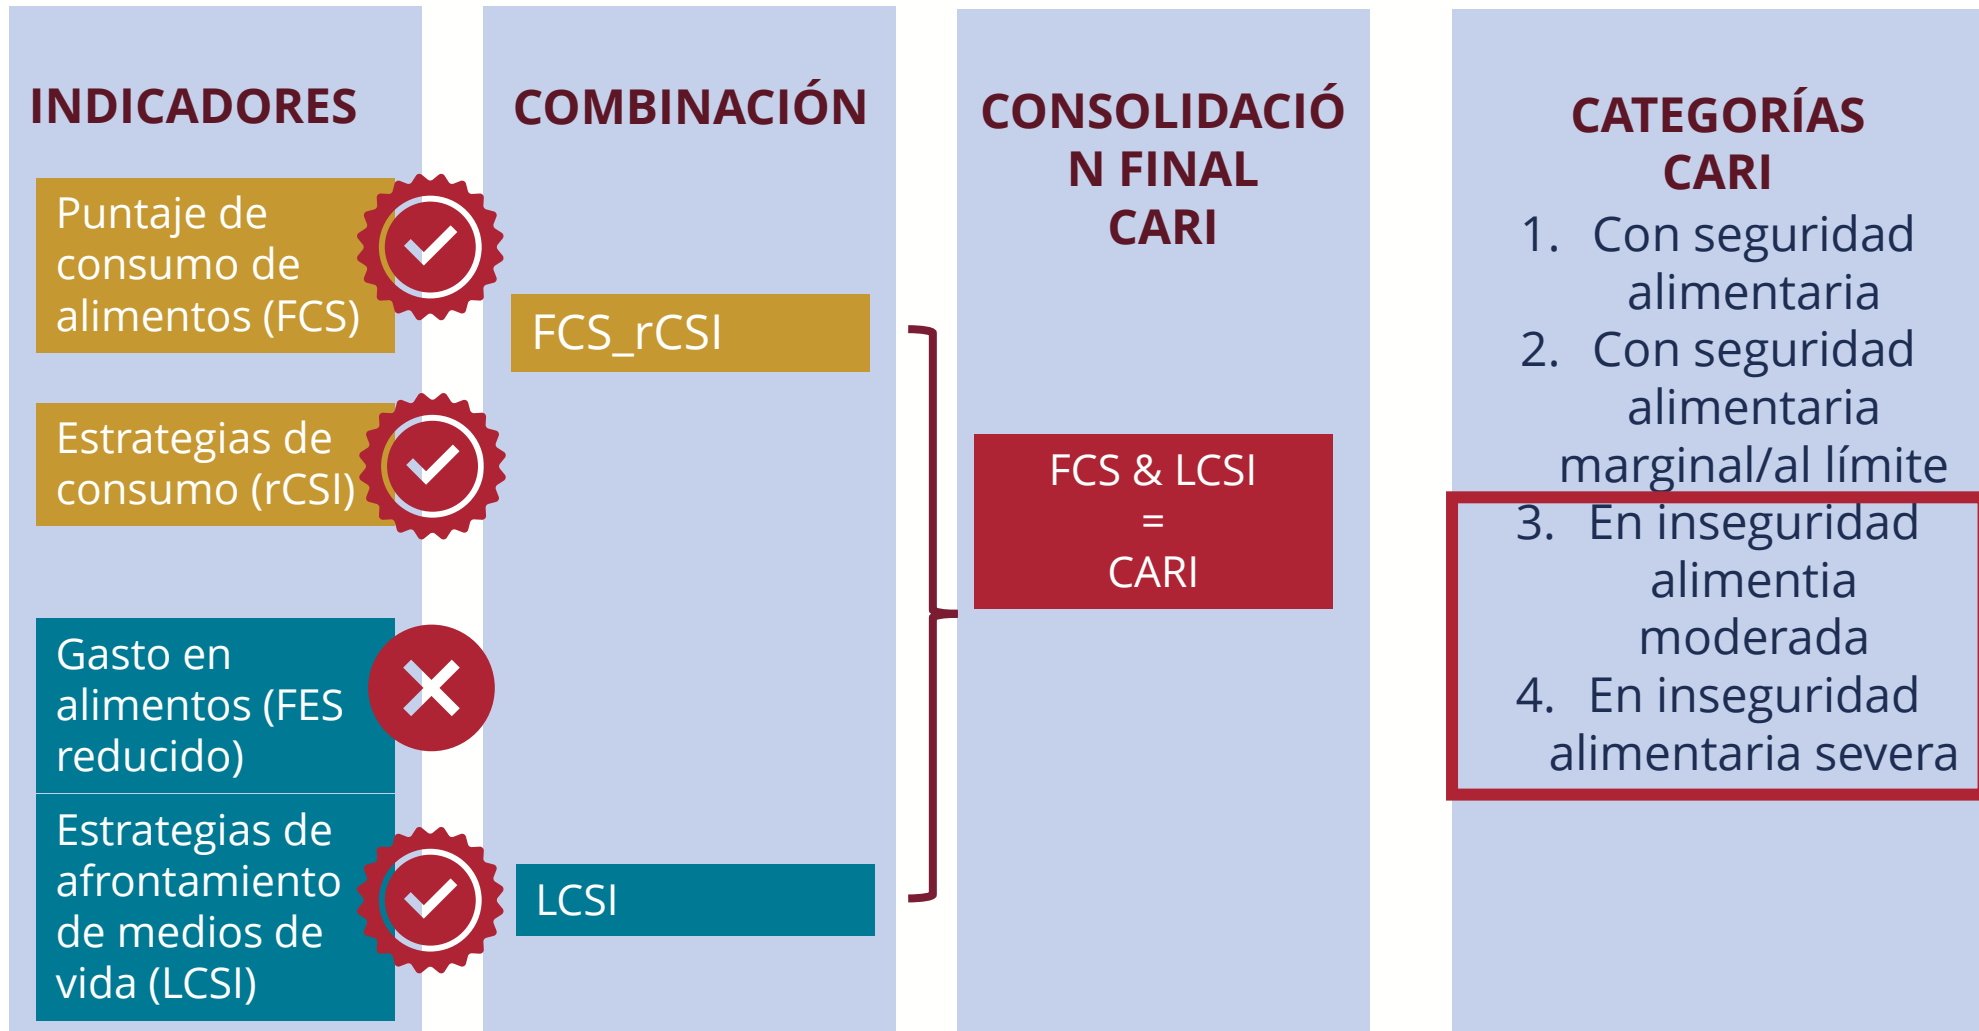 INDICADORES
Puntaje de
consumo de
alimentos (FCS)
Estrategias de
consumo (rCSI)
Gasto en
alimentos (FES
reducido)
Estrategias de
afrontamiento
de medios de
vida (LCSI)
COMBINACIÓN
FCS_rCSI
LCSI
CONSOLIDACIÓ
N FINAL
CARI
FCS & LCSI
=
CARI
CATEGORÍAS
CARI
1. Con seguridad
alimentaria
2. Con seguridad
alimentaria
marginal/al límite
3. En inseguridad
alimentia
moderada
4. En inseguridad
alimentaria severa